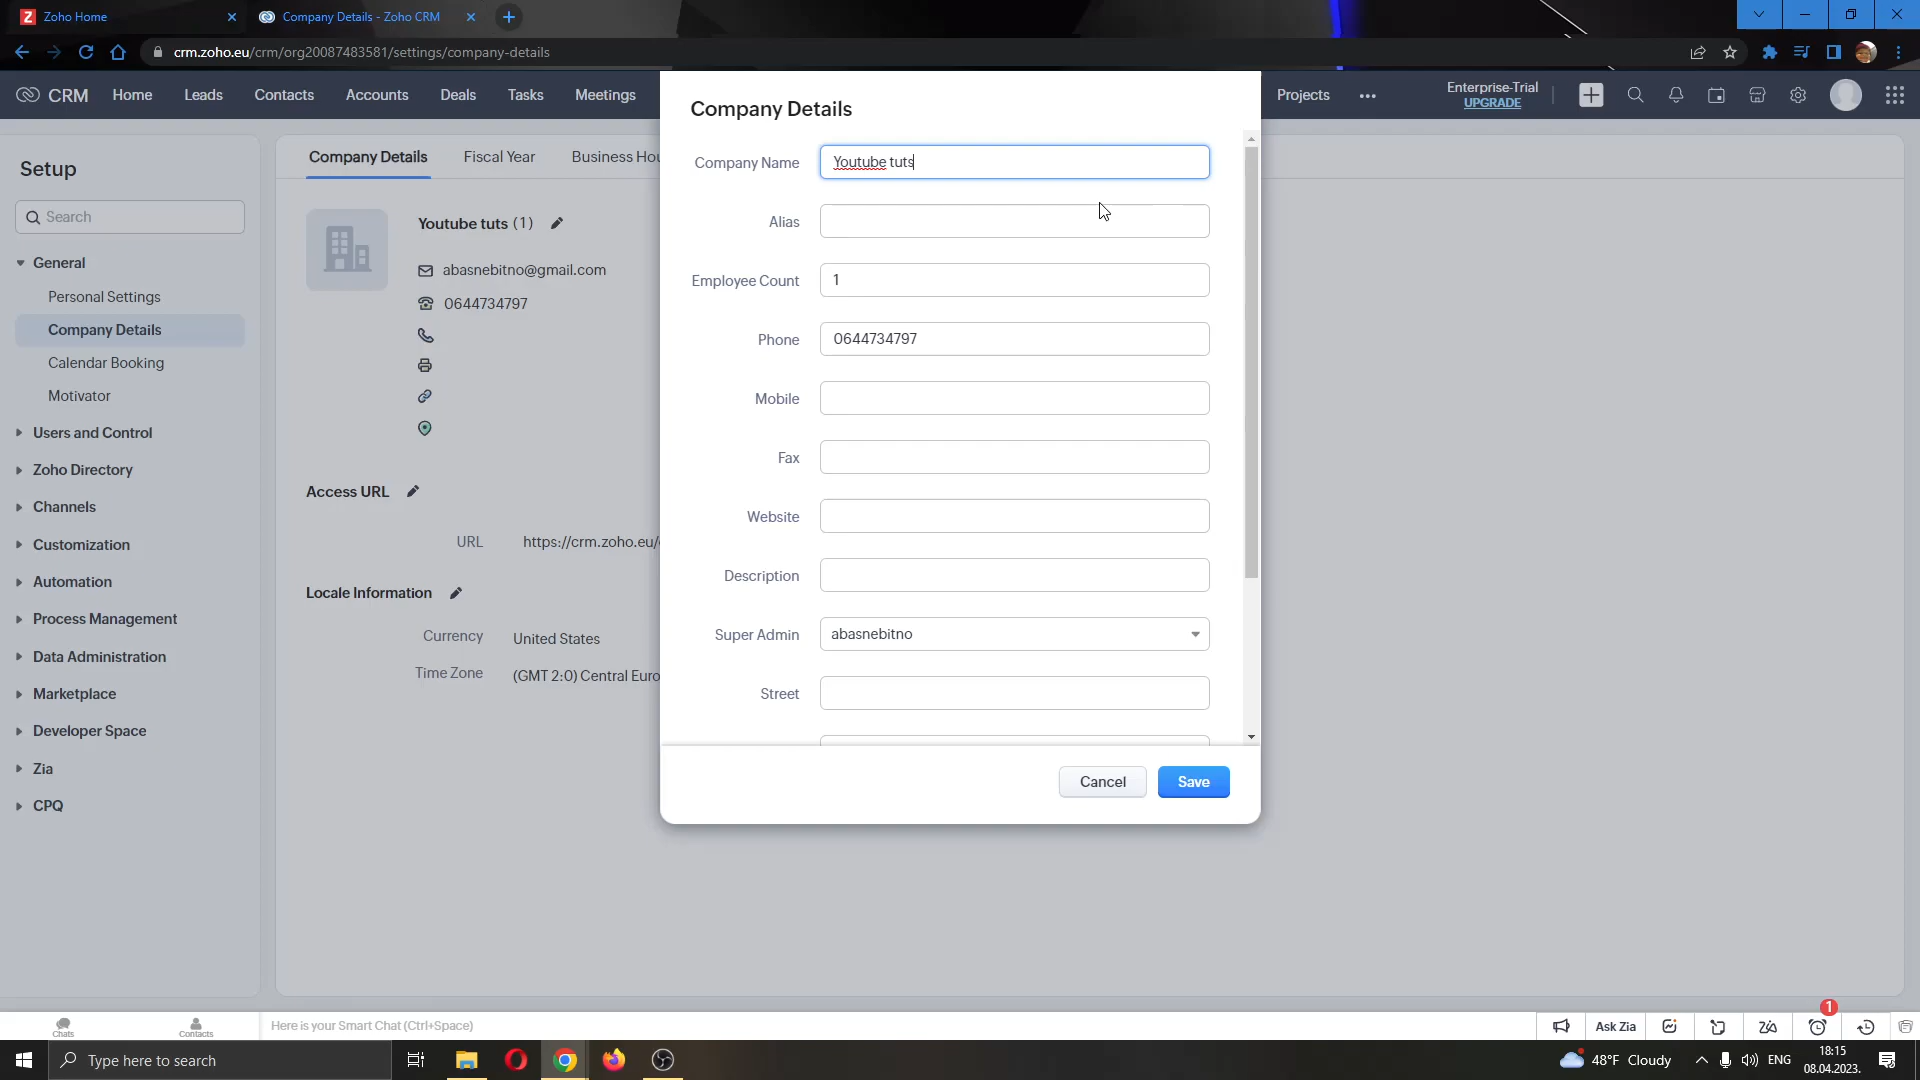 Zoho Home
Company Details - Zoho CRM
crm.zoho.eu/crm/org20087483581/settings/company-details
CRM
Home
Leads
Contacts
Accounts
Deals
Tasks
Meetings
Projects
Enterprise-Trial
UPGRADE
Setup
Search
General
Personal Settings
Company Details
Calendar Booking
Motivator
Users and Control
Zoho Directory
Channels
Customization
Automation
Process Management
Data Administration
Marketplace
Developer Space
Zia
CPQ
Company Details
Fiscal Year
Business Hou
Youtube tuts (1)
abasnebitno@gmail.com
0644734797
Access URL
URL
https://crm.zoho.eu/
Locale Information
Currency
United States
Time Zone
(GMT 2:0) Central Euro
Company Details
Company Name
Youtube tuts
Alias
Employee Count
1
Phone
0644734797
Mobile
Fax
Website
Description
Super Admin
abasnebitno
Street
Cancel
Save
Chats
Contacts
Here is your Smart Chat (Ctrl+Space)
Ask Zia
1
Type here to search
48°F Cloudy
ENG
18:15
08.04.2023.